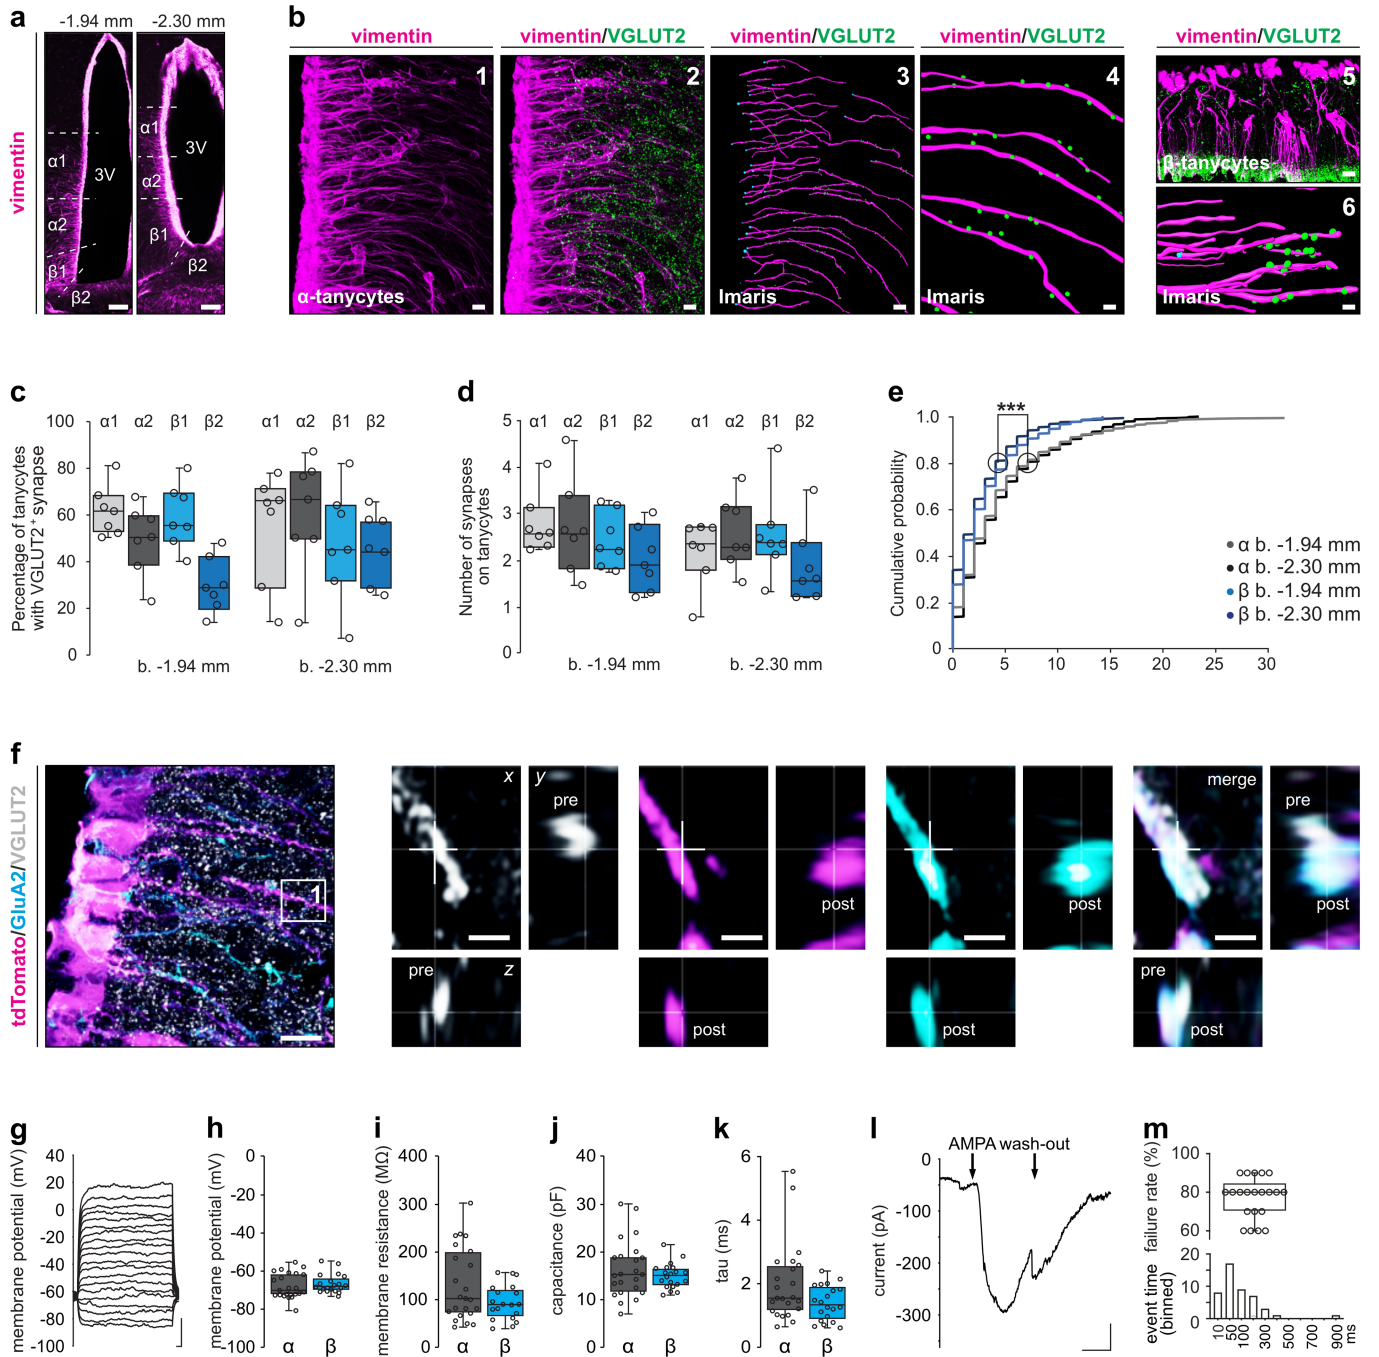 a
-1.94 mm
-2.30 mm
vimentin
α1
α2
β1
β2
3V
α1
α2
β1
β2
3V
b
vimentin
vimentin/VGLUT2
vimentin/VGLUT2
vimentin/VGLUT2
vimentin/VGLUT2
1
2
3
4
5
6
α-tanycytes
Imaris
Imaris
β-tanycytes
Imaris
c
Percentage of tanycytes
with VGLUT2+ synapse
100
80
60
40
20
0
α1 α2 β1 β2
α1 α2 β1 β2
b. -1.94 mm
b. -2.30 mm
d
Number of synapses
on tanycytes
5
4
3
2
1
0
α1 α2 β1 β2
α1 α2 β1 β2
b. -1.94 mm
b. -2.30 mm
e
Cumulative probability
1.0
0.8
0.6
0.4
0.2
0
***
α b. -1.94 mm
α b. -2.30 mm
β b. -1.94 mm
β b. -2.30 mm
0 5 10 15 20 25 30
f
tdTomato/GluA2/VGLUT2
1
x
y
pre
pre
z
post
post
post
post
merge
pre
post
pre
post
g
membrane potential (mV)
40
20
0
-20
-40
-60
-80
-100
h
membrane potential (mV)
0
-20
-40
-60
-80
-100
α β
i
membrane resistance (MΩ)
400
300
200
100
0
α β
j
capacitance (pF)
40
30
20
10
0
α β
k
tau (ms)
6
4
2
0
α β
l
AMPA wash-out
current (pA)
0
-100
-200
-300
m
failure rate (%)
100
80
60
event time
(binned)
20
10
0
10 50 100 300 500 700 900 ms